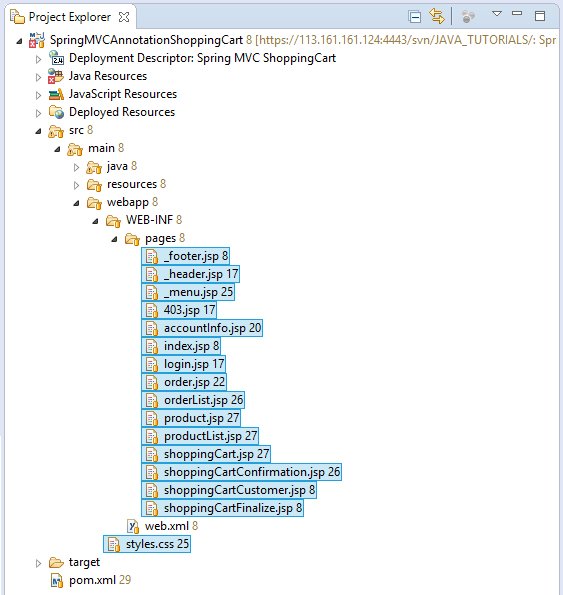 Project Explorer
SpringMVCAnnotationShoppingCart 8 [https://113.161.161.124:4443/svn/JAVA_TUTORIALS/: Spr
Deployment Descriptor: Spring MVC ShoppingCart
Java Resources
JavaScript Resources
Deployed Resources
src 8
main 8
java 8
resources 8
webapp 8
WEB-INF 8
pages 8
_footer.jsp 8
_header.jsp 17
_menu.jsp 25
403.jsp 17
accountInfo.jsp 20
index.jsp 8
login.jsp 17
order.jsp 22
orderList.jsp 26
product.jsp 27
productList.jsp 27
shoppingCart.jsp 27
shoppingCartConfirmation.jsp 26
shoppingCartCustomer.jsp 8
shoppingCartFinalize.jsp 8
web.xml 8
styles.css 25
target
pom.xml 29